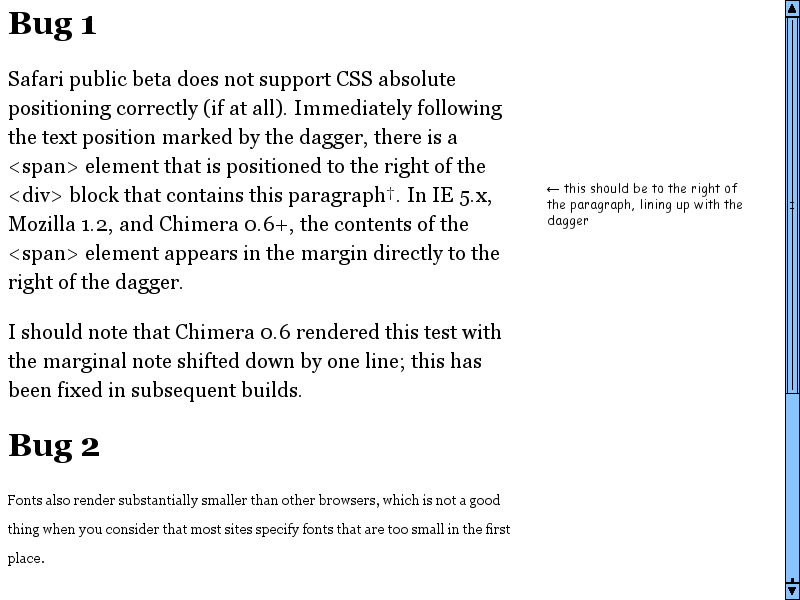 Bug 1
Safari public beta does not support CSS absolute
positioning correctly (if at all). Immediately following
the text position marked by the dagger, there is a
<span> element that is positioned to the right of the
<div> block that contains this paragraph†. In IE 5.x,
Mozilla 1.2, and Chimera 0.6+, the contents of the
<span> element appears in the margin directly to the
right of the dagger.
← this should be to the right of
the paragraph, lining up with the
dagger
I should note that Chimera 0.6 rendered this test with
the marginal note shifted down by one line; this has
been fixed in subsequent builds.
Bug 2
Fonts also render substantially smaller than other browsers, which is not a good
thing when you consider that most sites specify fonts that are too small in the first
place.